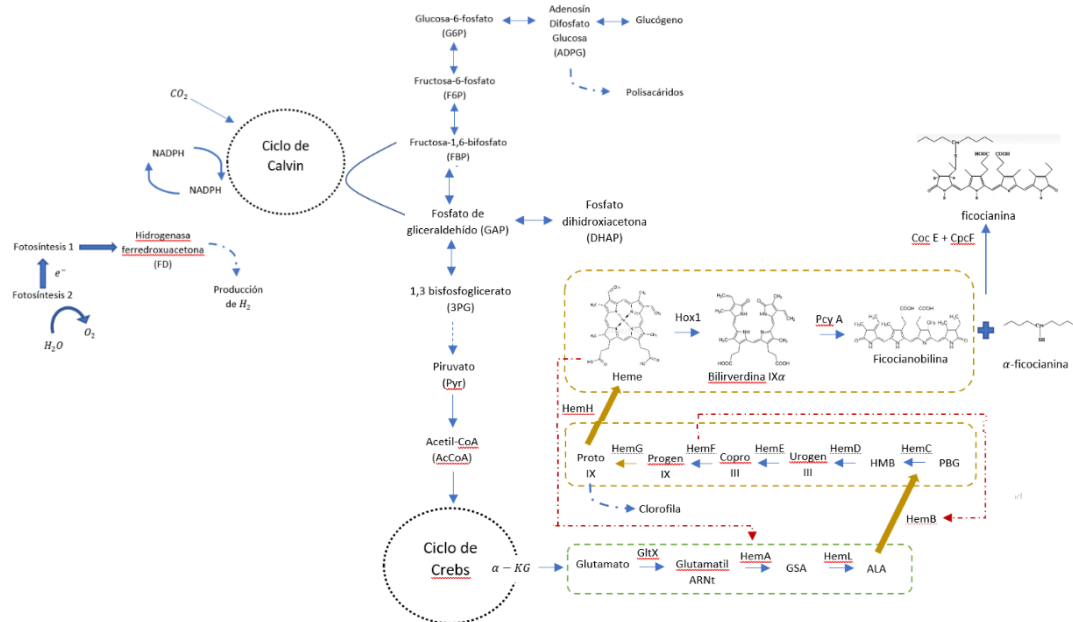 Glucosa-6-fosfato
(G6P)
Adenosín
Difosfato
Glucosa
(ADPG)
Glucógeno
Fructosa-6-fosfato
(F6P)
Polisacáridos
CO₂
Ciclo de
Calvin
NADPH
NADPH
Fructosa-1,6-bifosfato
(FBP)
Fosfato de
gliceraldehído (GAP)
Fosfato
dihidroxiacetona
(DHAP)
HOOC COOH
ficocianina
Coc E + CpcF
Fotosíntesis 1
Hidrogenasa
ferredroxuacetona
(FD)
e⁻
Fotosíntesis 2
O₂
H₂O
Producción
de H₂
1,3 bisfosfoglicerato
(3PG)
Piruvato
(Pyr)
Acetil-CoA
(AcCoA)
Heme
Hox1
Bilirverdina IXα
Pcy A
Ficocianobilina
α-ficocianina
HemH
Proto
IX
HemG
Progen
IX
HemF
Copro
III
HemE
Urogen
III
HemD
HMB
HemC
PBG
Clorofila
HemB
Ciclo de
Crebs
α − KG
Glutamato
GltX
Glutamatil
ARNt
HemA
GSA
HemL
ALA